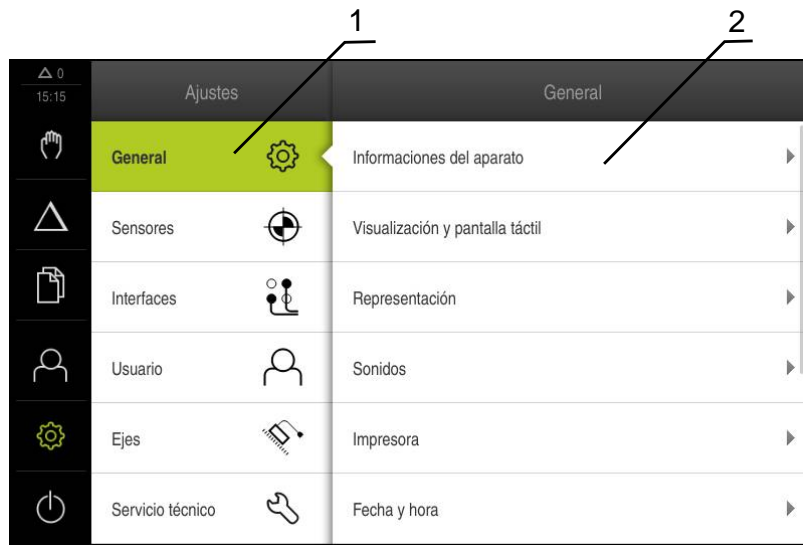 1
2
△ 0
15:15
Ajustes
General
General
Sensores
Interfaces
Usuario
Ejes
Servicio técnico
Informaciones del aparato
Visualización y pantalla táctil
Representación
Sonidos
Impresora
Fecha y hora